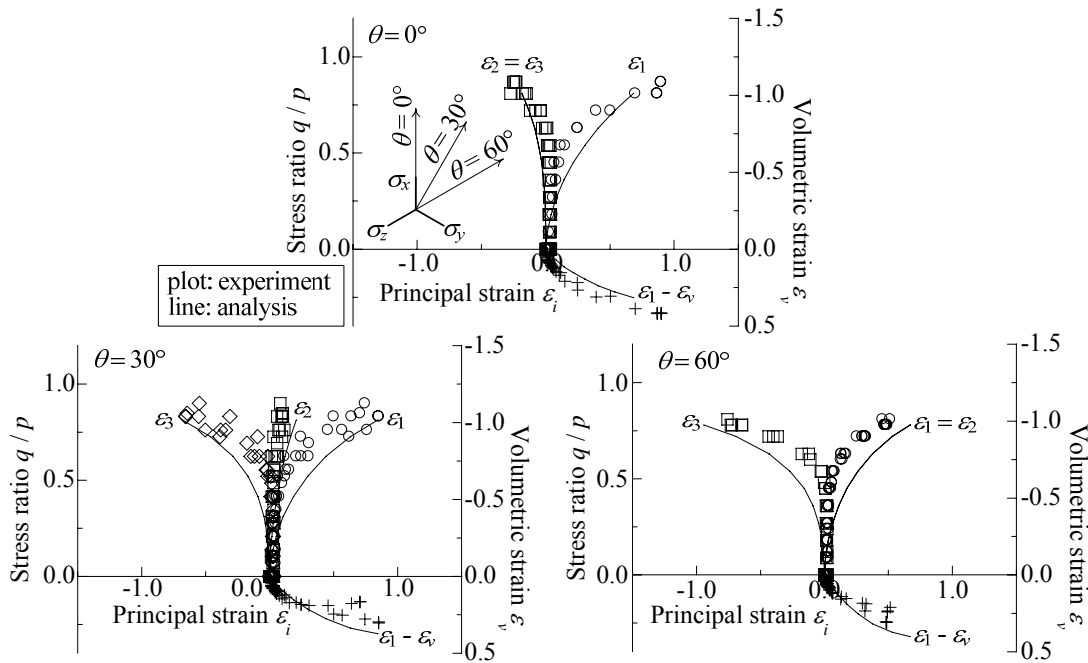 θ = 0°
-1.5
1.0
ε2 = ε3
ε1
-1.0
Stress ratio q / p
θ = 0°
θ = 30°
θ = 60°
0.5
-0.5
σx
σz
σy
Volumetric strain εv
0.0
0.0
-1.0
0.0
1.0
Principal strain εi
ε1 - εv
0.5
plot: experiment
line: analysis
θ = 30°
-1.5
1.0
ε3
ε2
ε1
-1.0
Stress ratio q / p
0.5
-0.5
Volumetric strain εv
0.0
0.0
-1.0
0.0
1.0
Principal strain εi
ε1 - εv
0.5
θ = 60°
-1.5
1.0
ε3
ε1 = ε2
-1.0
Stress ratio q / p
0.5
-0.5
Volumetric strain εv
0.0
0.0
-1.0
0.0
1.0
Principal strain εi
ε1 - εv
0.5